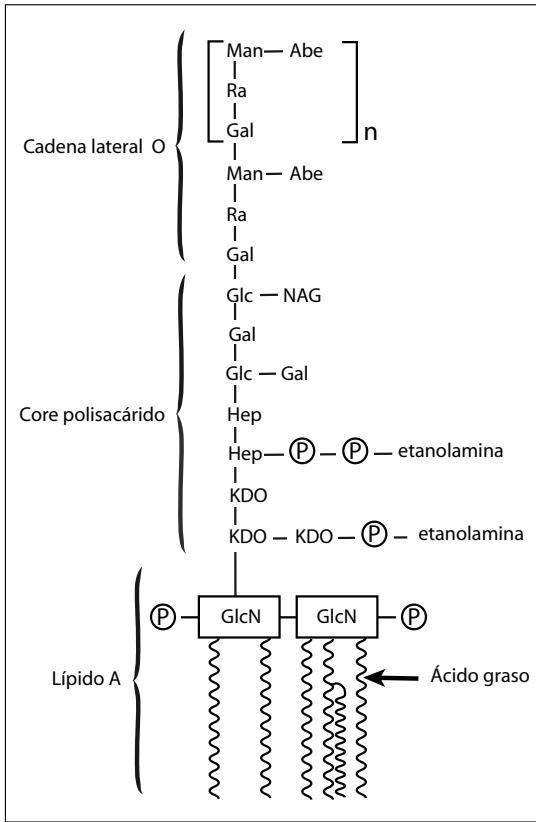 Man — Abe
Ra
Gal
n
Cadena lateral O
Man — Abe
Ra
Gal
Glc — NAG
Gal
Glc — Gal
Core polisacárido
Hep
Hep — P — P — etanolamina
KDO
KDO — KDO — P — etanolamina
P GlcN GlcN P
Lípido A
Ácido graso